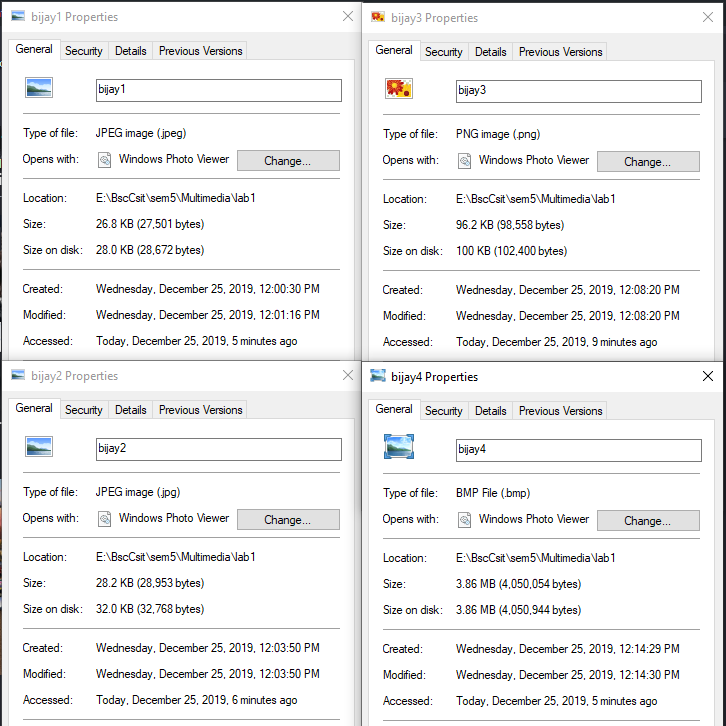 bijay1 Properties
General Security Details Previous Versions
bijay1
Type of file: JPEG image (.jpeg)
Opens with: Windows Photo Viewer Change...
Location: E:\BscCsit\sem5\Multimedia\lab1
Size: 26.8 KB (27,501 bytes)
Size on disk: 28.0 KB (28,672 bytes)
Created: Wednesday, December 25, 2019, 12:00:30 PM
Modified: Wednesday, December 25, 2019, 12:01:16 PM
Accessed: Today, December 25, 2019, 5 minutes ago
bijay3 Properties
General Security Details Previous Versions
bijay3
Type of file: PNG image (.png)
Opens with: Windows Photo Viewer Change...
Location: E:\BscCsit\sem5\Multimedia\lab1
Size: 96.2 KB (98,558 bytes)
Size on disk: 100 KB (102,400 bytes)
Created: Wednesday, December 25, 2019, 12:08:20 PM
Modified: Wednesday, December 25, 2019, 12:08:20 PM
Accessed: Today, December 25, 2019, 9 minutes ago
bijay2 Properties
General Security Details Previous Versions
bijay2
Type of file: JPEG image (.jpg)
Opens with: Windows Photo Viewer Change...
Location: E:\BscCsit\sem5\Multimedia\lab1
Size: 28.2 KB (28,953 bytes)
Size on disk: 32.0 KB (32,768 bytes)
Created: Wednesday, December 25, 2019, 12:03:50 PM
Modified: Wednesday, December 25, 2019, 12:03:50 PM
Accessed: Today, December 25, 2019, 6 minutes ago
bijay4 Properties
General Security Details Previous Versions
bijay4
Type of file: BMP File (.bmp)
Opens with: Windows Photo Viewer Change...
Location: E:\BscCsit\sem5\Multimedia\lab1
Size: 3.86 MB (4,050,054 bytes)
Size on disk: 3.86 MB (4,050,944 bytes)
Created: Wednesday, December 25, 2019, 12:14:29 PM
Modified: Wednesday, December 25, 2019, 12:14:30 PM
Accessed: Today, December 25, 2019, 5 minutes ago